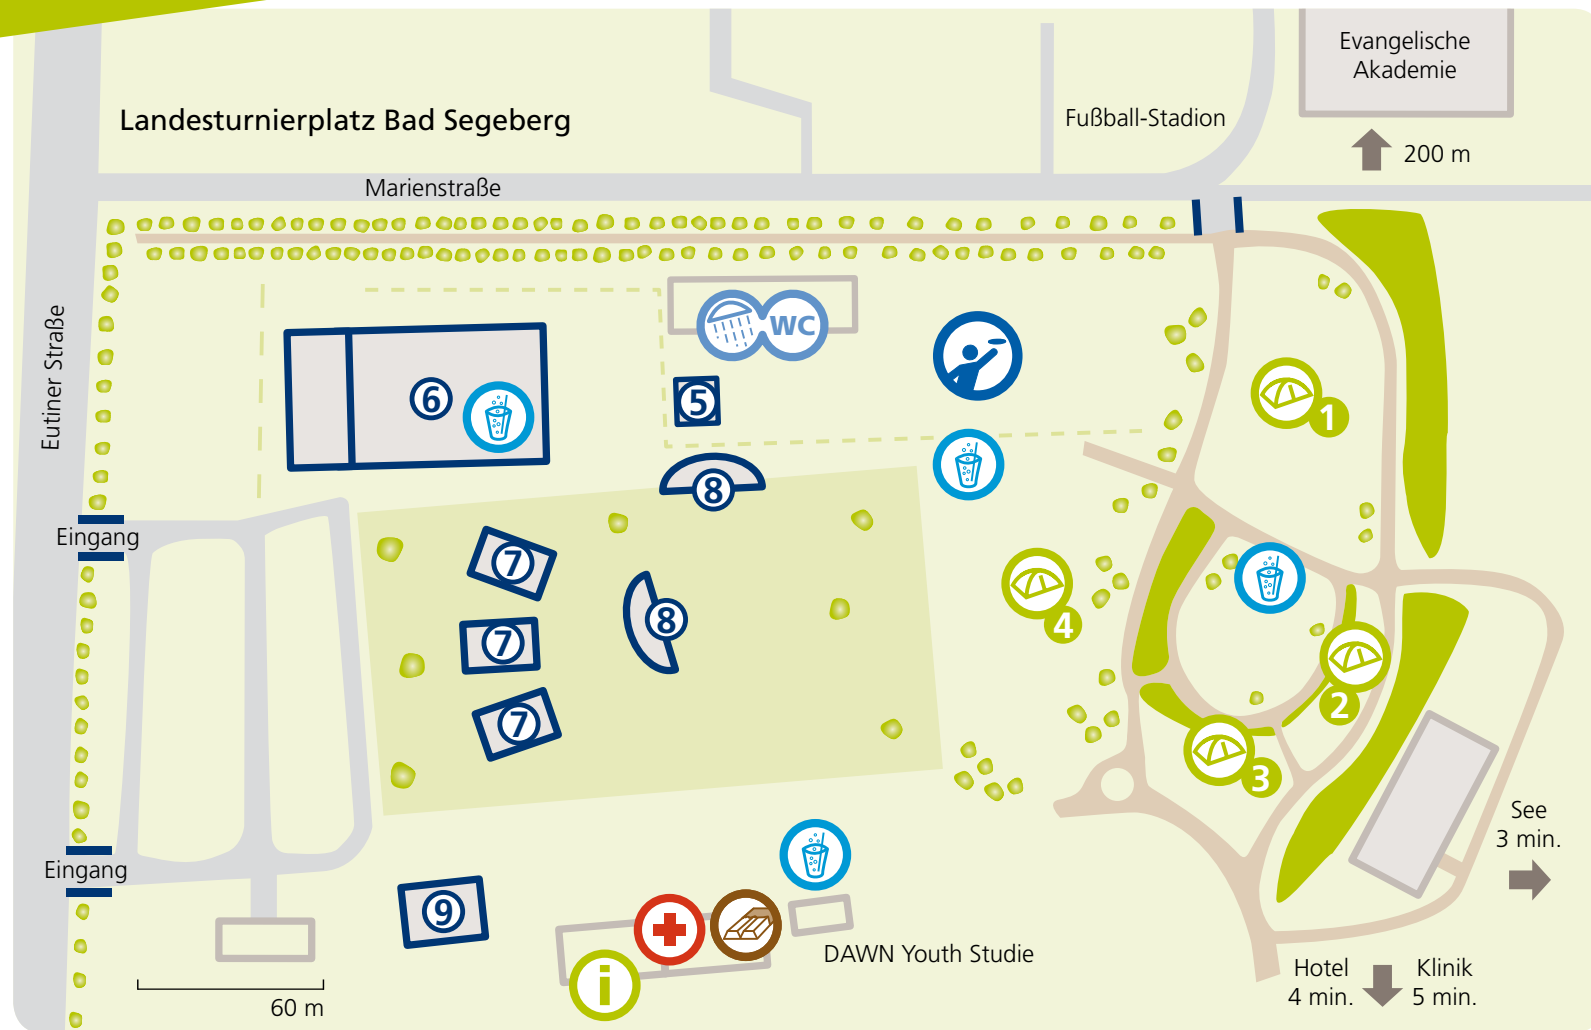 Evangelische
Akademie
Landesturnierplatz Bad Segeberg
Fußball-Stadion
200 m
Marienstraße
Eutiner Straße
WC
6
5
1
8
Eingang
7
8
4
7
2
7
3
See
3 min.
Eingang
9
DAWN Youth Studie
i
Hotel
4 min.
Klinik
5 min.
60 m